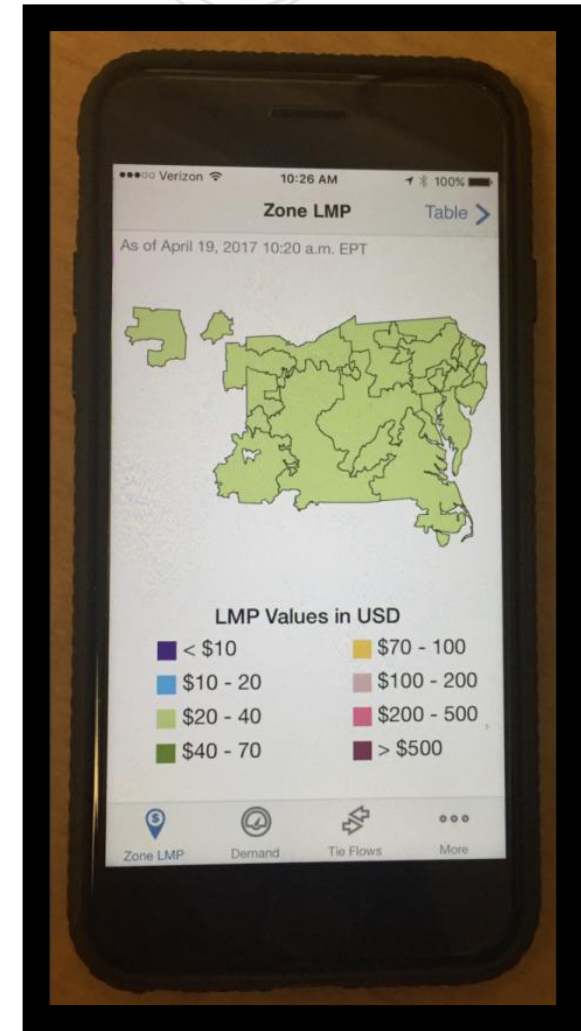 Verizon 10:26 AM 100%
Zone LMP Table
As of April 19, 2017 10:20 a.m. EPT
LMP Values in USD
< $10 $70 - 100
$10 - 20 $100 - 200
$20 - 40 $200 - 500
$40 - 70 > $500
Zone LMP Demand Tie Flows More